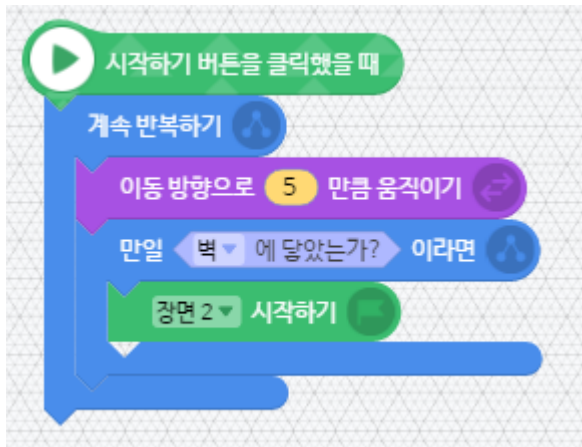 시작하기 버튼을 클릭했을 때
계속 반복하기
이동 방향으로 5 만큼 움직이기
만일 벽 에 닿았는가? 이라면
장면 2 시작하기